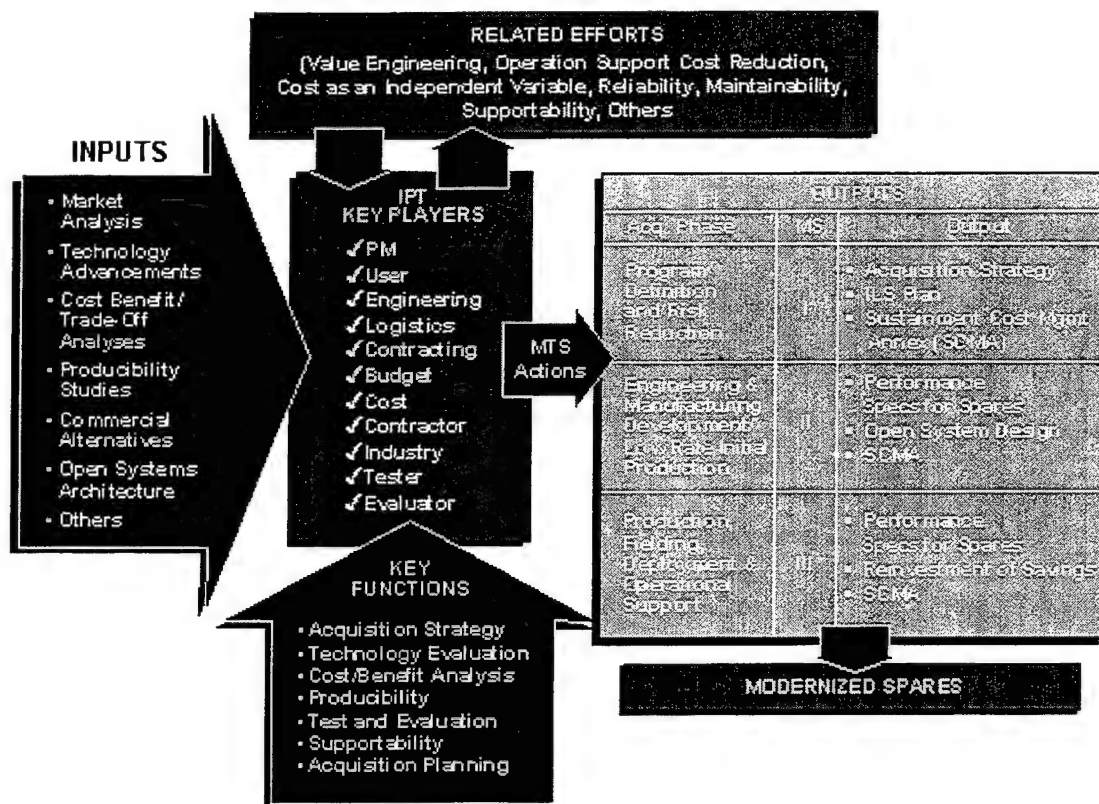 RELATED EFFORTS
(Value Engineering, Operation Support Cost Reduction,
Cost as an Independent Variable, Reliability, Maintainability,
Supportability, Others
INPUTS
• Market
Analysis
• Technology
Advancements
• Cost Benefit/
Trade-Off
Analyses
• Producibility
Studies
• Commercial
Alternatives
• Open Systems
Architecture
• Others
IPT
KEY PLAYERS
✓PM
✓User
✓Engineering
✓Logistics
✓Contracting
✓Budget
✓Cost
✓Contractor
✓Industry
✓Tester
✓Evaluator
MTS
Actions
KEY
FUNCTIONS
• Acquisition Strategy
• Technology Evaluation
• Cost/Benefit Analysis
• Producibility
• Test and Evaluation
• Supportability
• Acquisition Planning
OUTPUTS
Acq. Phase MS Output
Program
Definition
and Risk
Reduction
• Acquisition Strategy
Plan
• Sustainment Cost Mgmt
Annex (SCMA)
Engineering &
Manufacturing
Development/
Low Rate Initial
Production
II
• Performance
Specs for Spares
• Open System Design
• SCMA
Production,
Fielding,
Deployment &
Operational
Support
III
• Performance
Specs for Spares
• Reinvestment of Savings
• SCMA
MODERNIZED SPARES